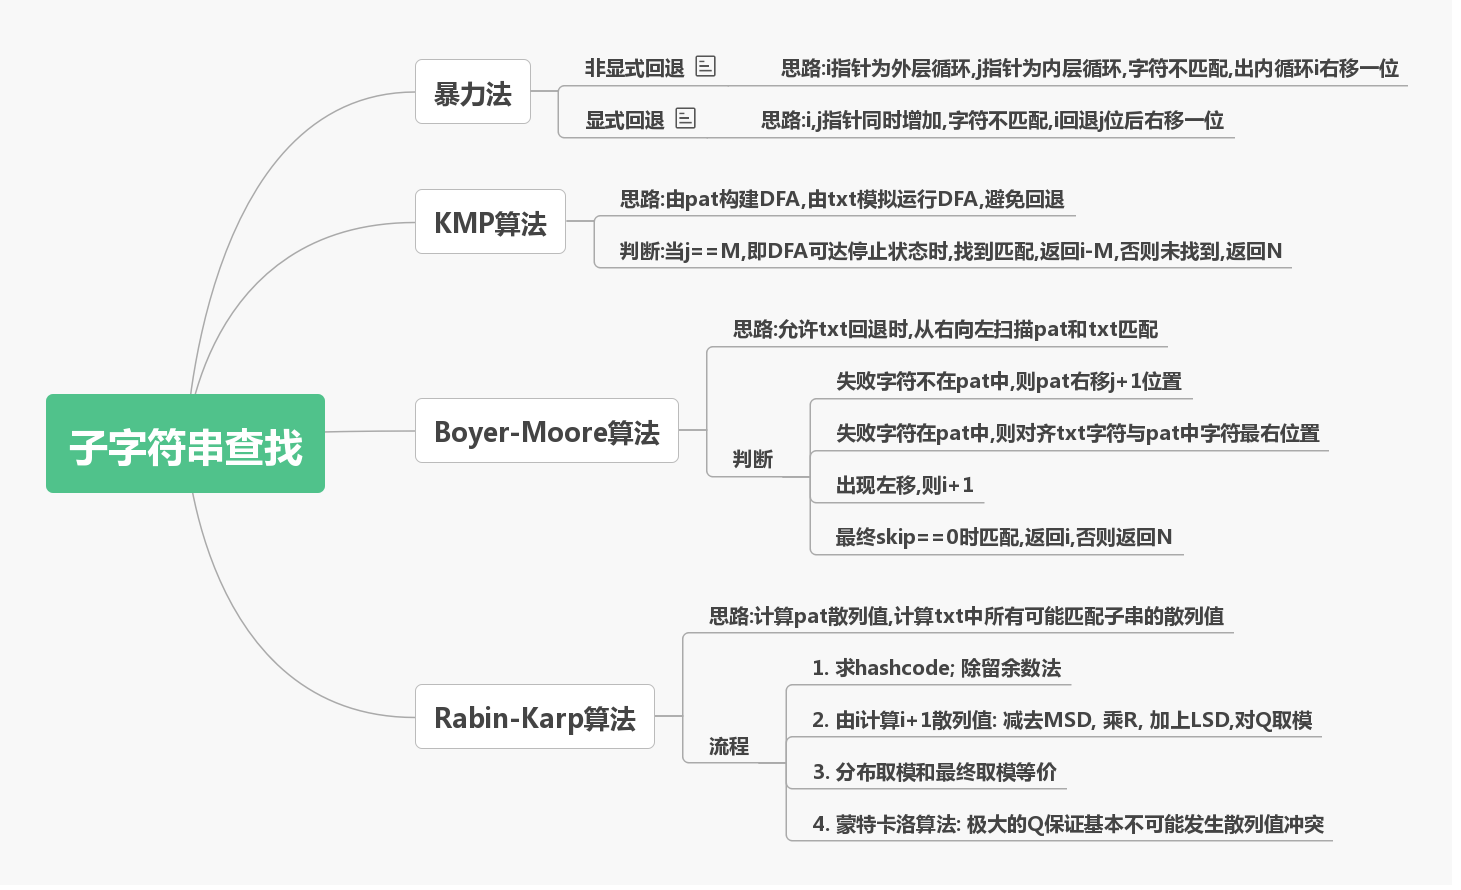 子字符串查找
暴力法
非显式回退
思路:i指针为外层循环,j指针为内层循环,字符不匹配,出内循环i右移一位
显式回退
思路:i,j指针同时增加,字符不匹配,i回退j位后右移一位
KMP算法
思路:由pat构建DFA,由txt模拟运行DFA,避免回退
判断:当j==M,即DFA可达停止状态时,找到匹配,返回i-M,否则未找到,返回N
Boyer-Moore算法
思路:允许txt回退时,从右向左扫描pat和txt匹配
判断
失败字符不在pat中,则pat右移j+1位置
失败字符在pat中,则对齐txt字符与pat中字符最右位置
出现左移,则i+1
最终skip==0时匹配,返回i,否则返回N
Rabin-Karp算法
思路:计算pat散列值,计算txt中所有可能匹配子串的散列值
流程
1. 求hashcode; 除留余数法
2. 由i计算i+1散列值: 减去MSD, 乘R, 加上LSD,对Q取模
3. 分布取模和最终取模等价
4. 蒙特卡洛算法: 极大的Q保证基本不可能发生散列值冲突